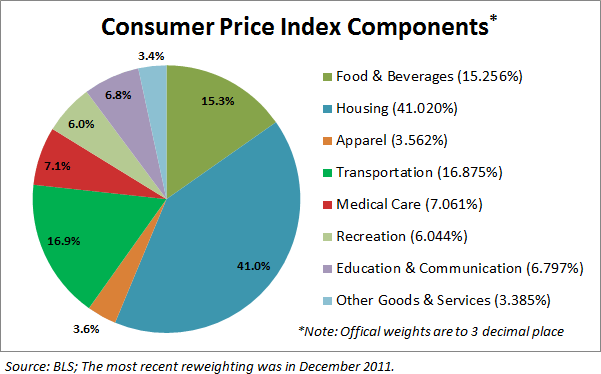 Consumer Price Index Components*
3.4%
6.8%
15.3%
6.0%
7.1%
16.9%
41.0%
3.6%
Food & Beverages (15.256%)
Housing (41.020%)
Apparel (3.562%)
Transportation (16.875%)
Medical Care (7.061%)
Recreation (6.044%)
Education & Communication (6.797%)
Other Goods & Services (3.385%)
*Note: Offical weights are to 3 decimal place
Source: BLS; The most recent reweighting was in December 2011.